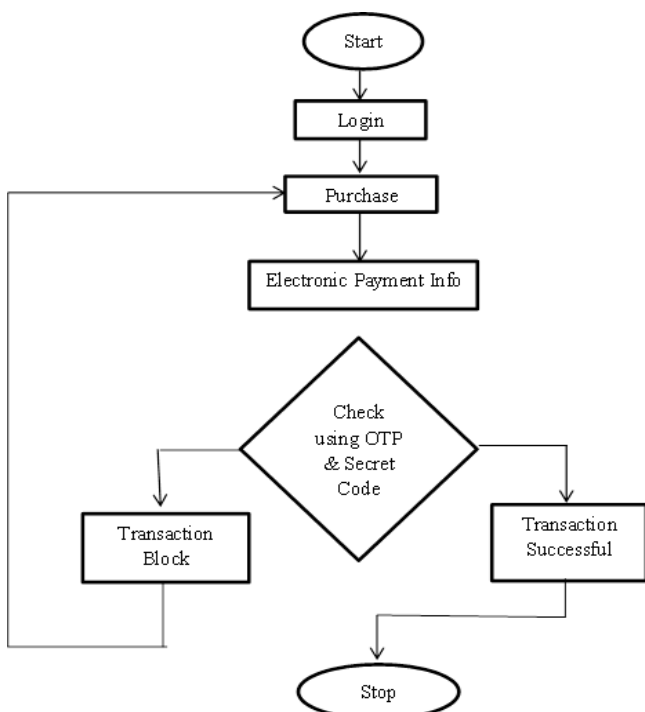 Start
Login
Purchase
Electronic Payment Info
Check
using OTP
& Secret
Code
Transaction
Block
Transaction
Successful
Stop